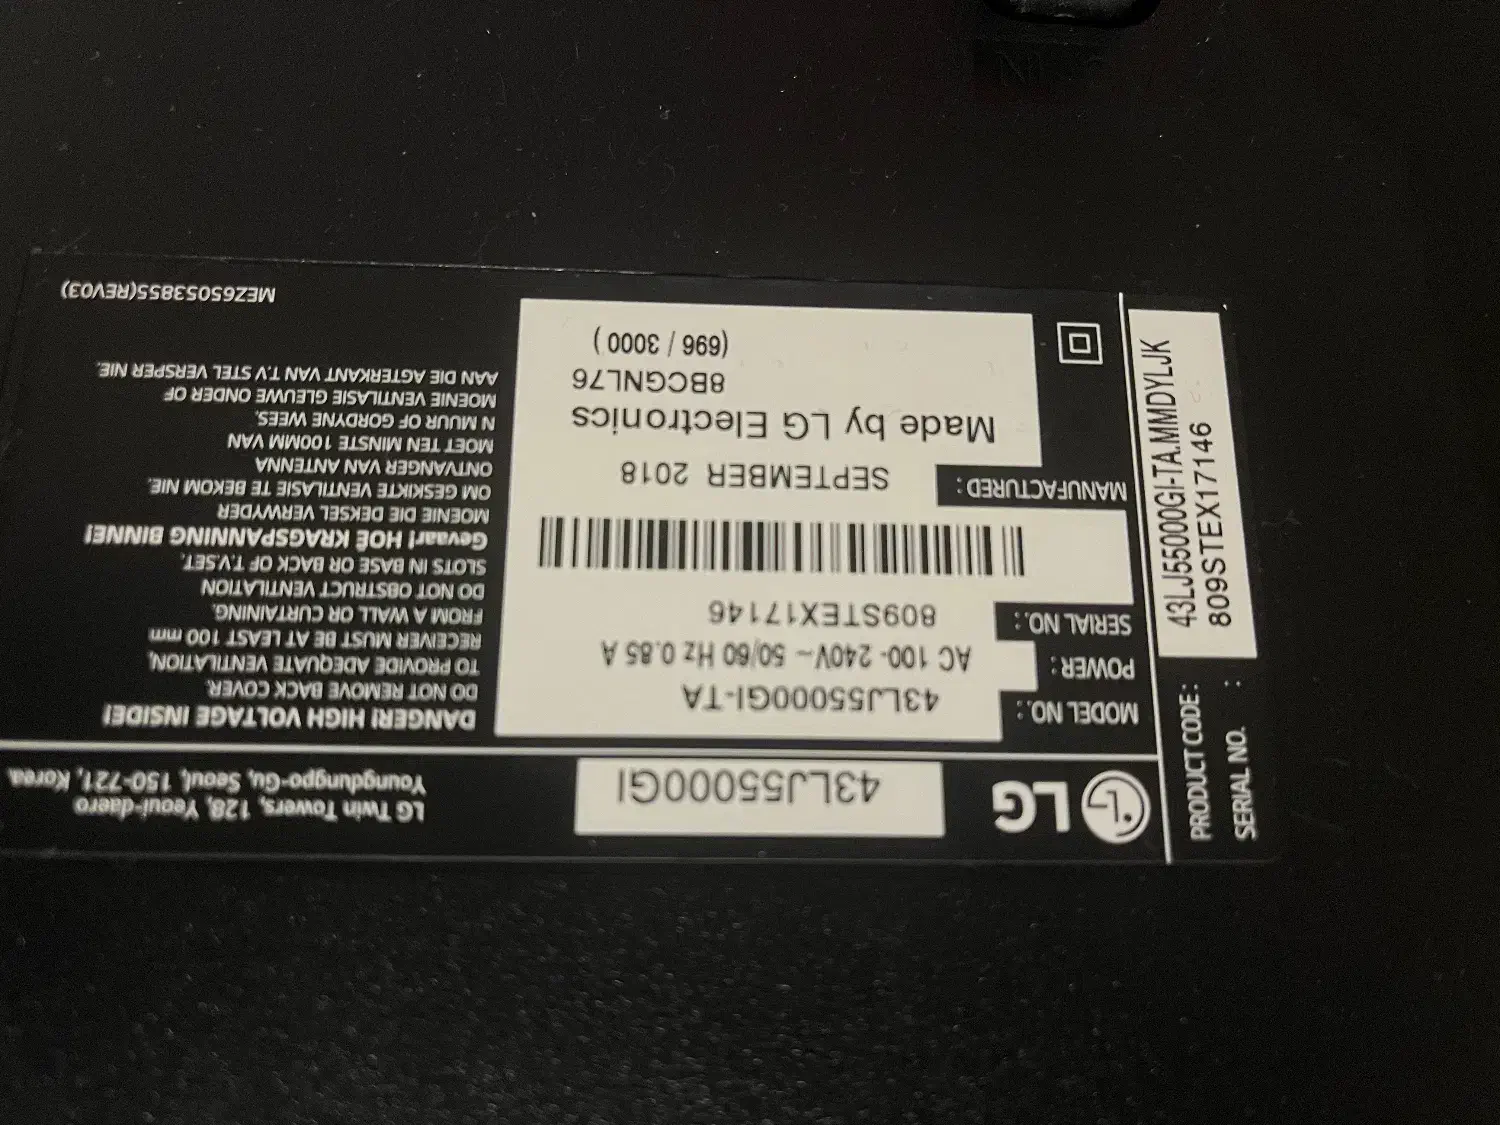 LG
43LJ55000GI
LG Twin Towers, 128, Yeoui-daero
Youngdungpo-Gu, Seoul, 150-721, Korea
MODEL NO. : 43LJ55000GI-TA
POWER : AC 100-240V~ 50/60 Hz 0.85 A
SERIAL NO. : 809STEX17146
MANUFACTURED : SEPTEMBER 2018
Made by LG Electronics
8BCGNL76
(696 / 3000 )
DANGER! HIGH VOLTAGE INSIDE!
DO NOT REMOVE BACK COVER.
TO PROVIDE ADEQUATE VENTILATION,
RECEIVER MUST BE AT LEAST 100 mm
FROM A WALL OR CURTAINING.
DO NOT OBSTRUCT VENTILATION
SLOTS IN BASE OR BACK OF T.V.SET.
Gevaar! HOË KRAGSPANNING BINNE!
MOENIE DIE DEKSEL VERWYDER
OM GESKIKTE VENTILASIE TE BEKOM NIE.
ONTVANGER VAN ANTENNA
MOET TEN MINSTE 100MM VAN
N MUUR OF GORDYNE WEES.
MOENIE VENTILASIE GLEUWE ONDER OF
AAN DIE AGTERKANT VAN T.V STEL VERSPER NIE.
MEZ65053855(REV03)
PRODUCT CODE : 43LJ55000GI-TA.MMDYLJK
SERIAL NO. : 809STEX17146